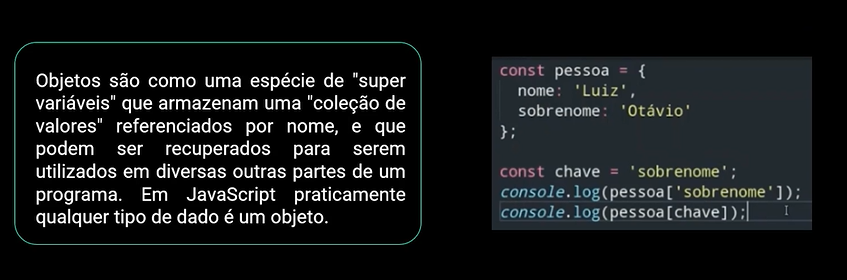 Objetos são como uma espécie de "super
variáveis" que armazenam uma "coleção de
valores" referenciados por nome, e que
podem ser recuperados para serem
utilizados em diversas outras partes de um
programa. Em JavaScript praticamente
qualquer tipo de dado é um objeto.
const pessoa = {
  nome: 'Luiz',
  sobrenome: 'Otávio'
};

const chave = 'sobrenome';
console.log(pessoa['sobrenome']);
console.log(pessoa[chave]);